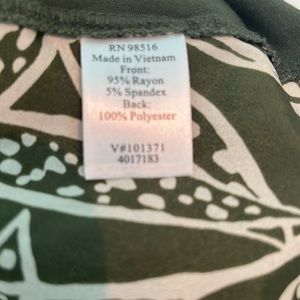 RN 98516
Made in Vietnam
Front:
95% Rayon
5% Spandex
Back:
100% Polyester
V#101371
4017183